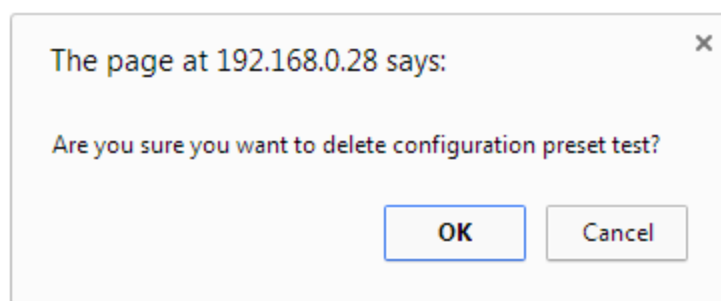 The page at 192.168.0.28 says:
Are you sure you want to delete configuration preset test?
OK Cancel